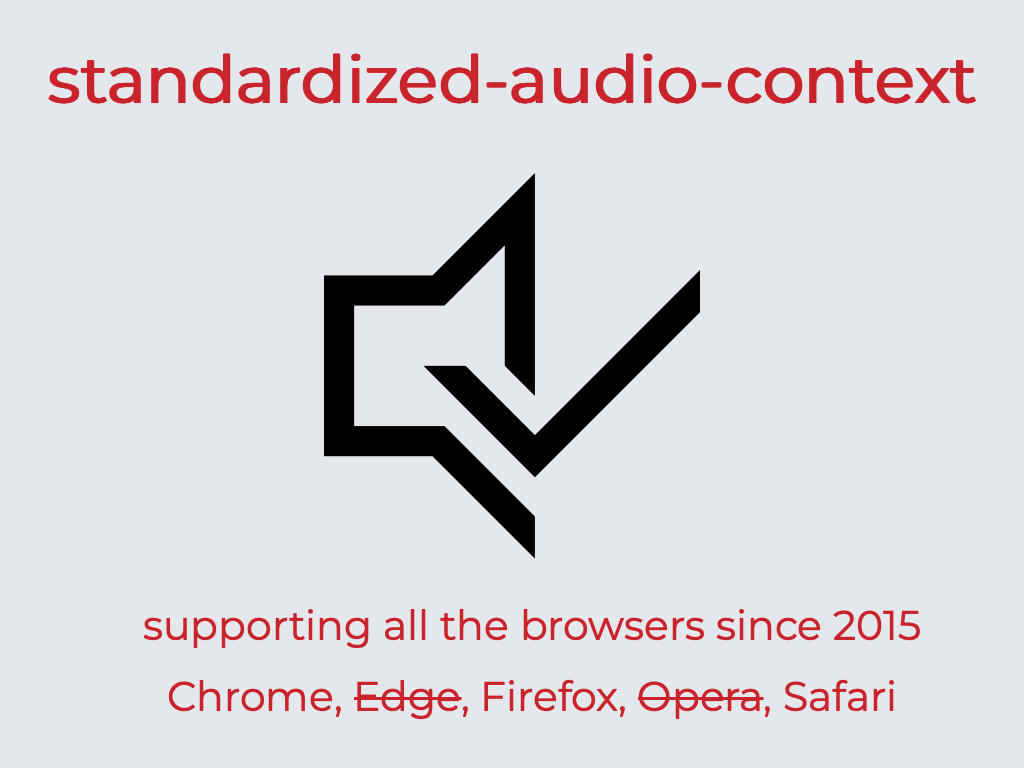 standardized-audio-context
supporting all the browsers since 2015
Chrome, Edge, Firefox, Opera, Safari